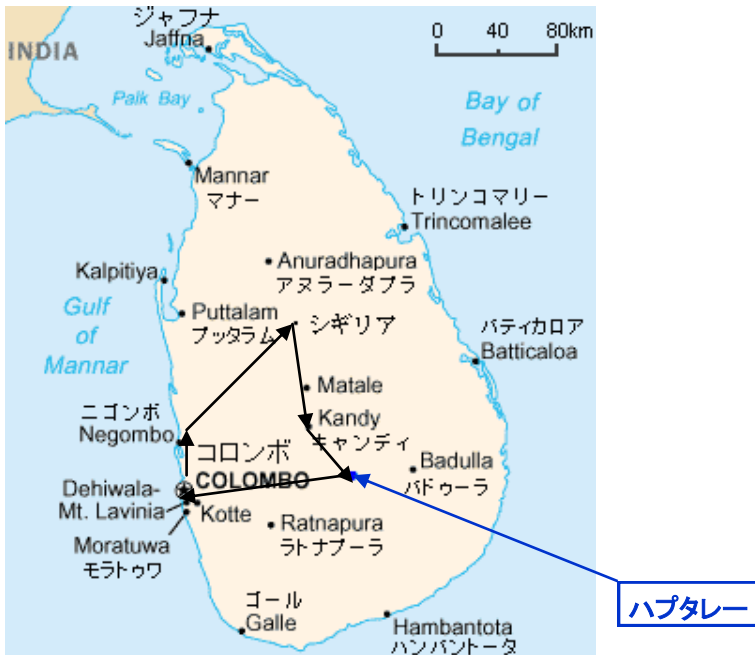 ジャフナ
Jaffna
0 40 80km
INDIA
Palk Bay
Bay of
Bengal
Mannar
マナー
トリンコマリー
Trincomalee
Anuradhapura
アヌラーダプラ
Kalpitiya
Gulf
of
Mannar
Puttalam
プッタラム
シギリア
バティカロア
Batticaloa
Matale
ニゴンボ
Negombo
Kandy
キャンディ
コロンボ
COLOMBO
Badulla
バドゥーラ
Dehiwala-
Mt. Lavinia
Kotte
Moratuwa
モラトゥワ
Ratnapura
ラトナプーラ
ハプタレー
ゴール
Galle
Hambantota
ハンバントータ